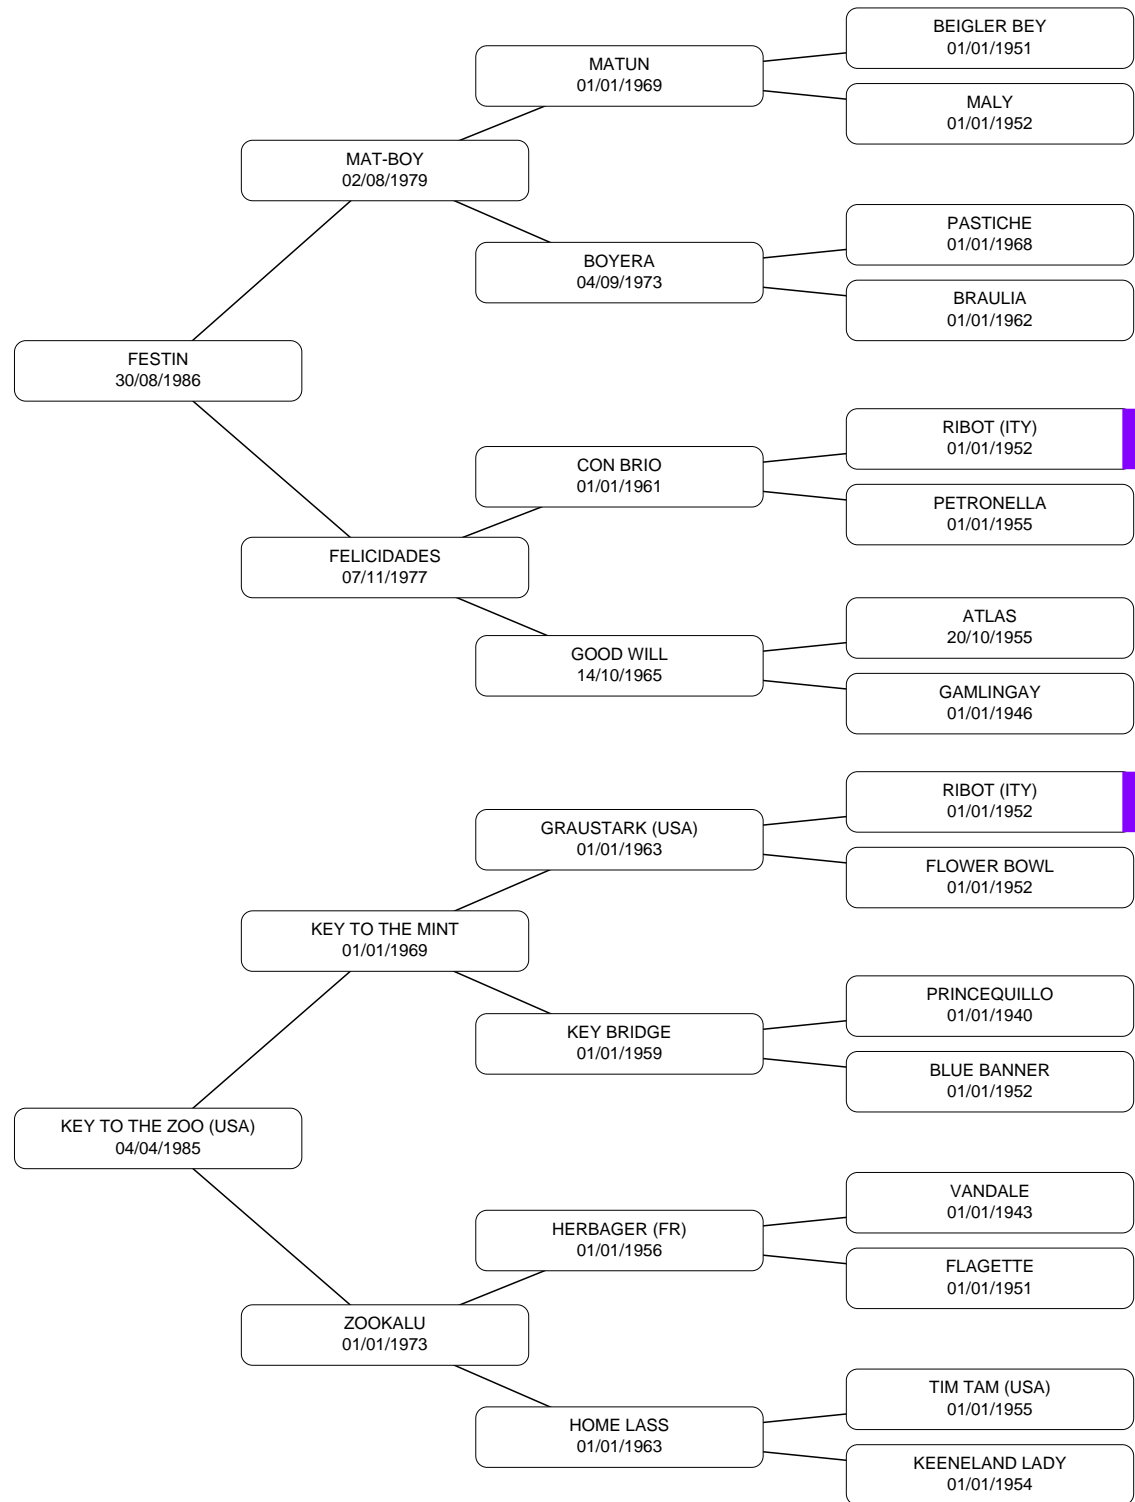 BEIGLER BEY
01/01/1951
MATUN
01/01/1969
MALY
01/01/1952
MAT-BOY
02/08/1979
PASTICHE
01/01/1968
BOYERA
04/09/1973
BRAULIA
01/01/1962
FESTIN
30/08/1986
RIBOT (ITY)
01/01/1952
CON BRIO
01/01/1961
PETRONELLA
01/01/1955
FELICIDADES
07/11/1977
ATLAS
20/10/1955
GOOD WILL
14/10/1965
GAMLINGAY
01/01/1946
RIBOT (ITY)
01/01/1952
GRAUSTARK (USA)
01/01/1963
FLOWER BOWL
01/01/1952
KEY TO THE MINT
01/01/1969
PRINCEQUILLO
01/01/1940
KEY BRIDGE
01/01/1959
BLUE BANNER
01/01/1952
KEY TO THE ZOO (USA)
04/04/1985
VANDALE
01/01/1943
HERBAGER (FR)
01/01/1956
FLAGETTE
01/01/1951
ZOOKALU
01/01/1973
TIM TAM (USA)
01/01/1955
HOME LASS
01/01/1963
KEENELAND LADY
01/01/1954